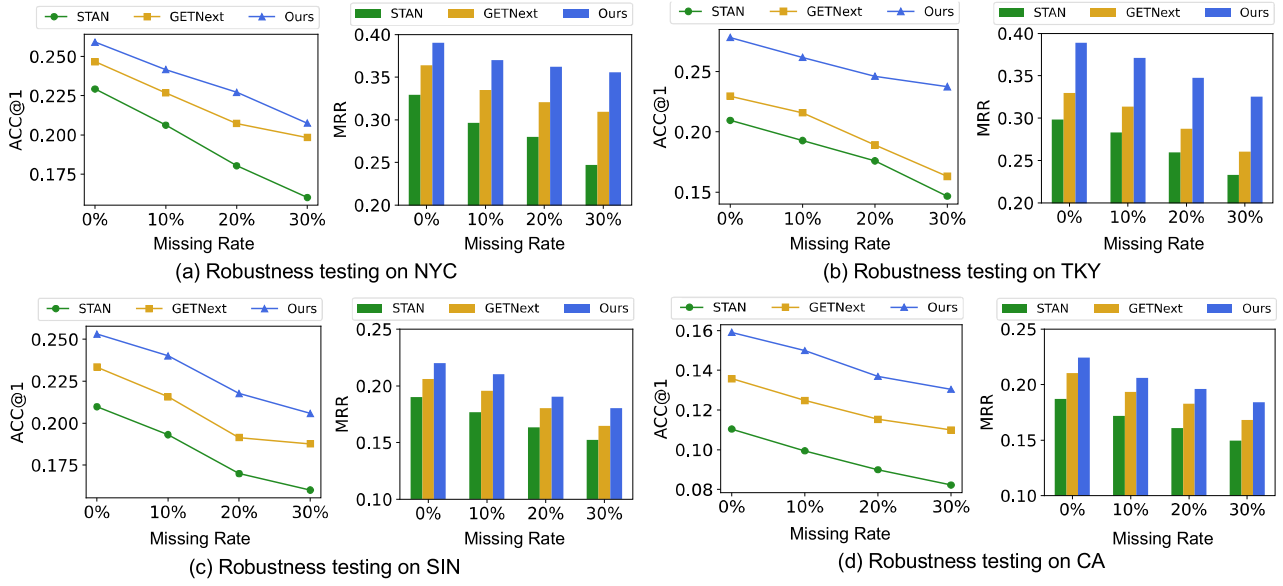 STAN GETNext Ours
ACC@1
0.250
0.225
0.200
0.175
0% 10% 20% 30%
Missing Rate
STAN GETNext Ours
MRR
0.40
0.35
0.30
0.25
0.20
0% 10% 20% 30%
Missing Rate
(a) Robustness testing on NYC
STAN GETNext Ours
ACC@1
0.25
0.20
0.15
0% 10% 20% 30%
Missing Rate
STAN GETNext Ours
MRR
0.40
0.35
0.30
0.25
0.20
0% 10% 20% 30%
Missing Rate
(b) Robustness testing on TKY
STAN GETNext Ours
ACC@1
0.250
0.225
0.200
0.175
0% 10% 20% 30%
Missing Rate
STAN GETNext Ours
MRR
0.25
0.20
0.15
0.10
0% 10% 20% 30%
Missing Rate
(c) Robustness testing on SIN
STAN GETNext Ours
ACC@1
0.16
0.14
0.12
0.10
0.08
0% 10% 20% 30%
Missing Rate
STAN GETNext Ours
MRR
0.25
0.20
0.15
0.10
0% 10% 20% 30%
Missing Rate
(d) Robustness testing on CA